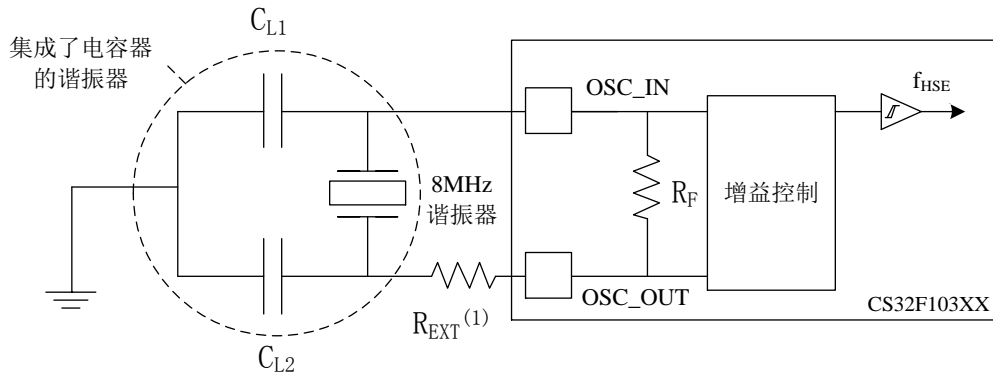 C_L1
集成了电容器
的谐振器
OSC_IN
f_HSE
8MHz
谐振器
R_F
增益控制
OSC_OUT
R_EXT^(1)
CS32F103XX
C_L2